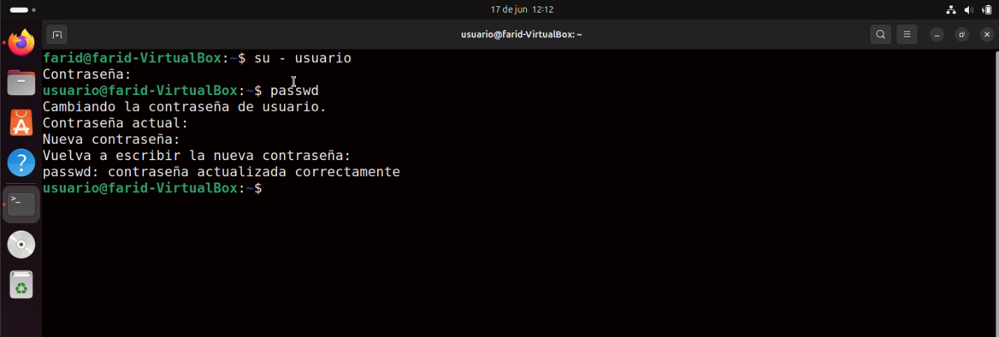 17 de jun 12:12
usuario@farid-VirtualBox: ~
farid@farid-VirtualBox:~$ su - usuario
Contraseña:
usuario@farid-VirtualBox:~$ passwd
Cambiando la contraseña de usuario.
Contraseña actual:
Nueva contraseña:
Vuelva a escribir la nueva contraseña:
passwd: contraseña actualizada correctamente
usuario@farid-VirtualBox:~$